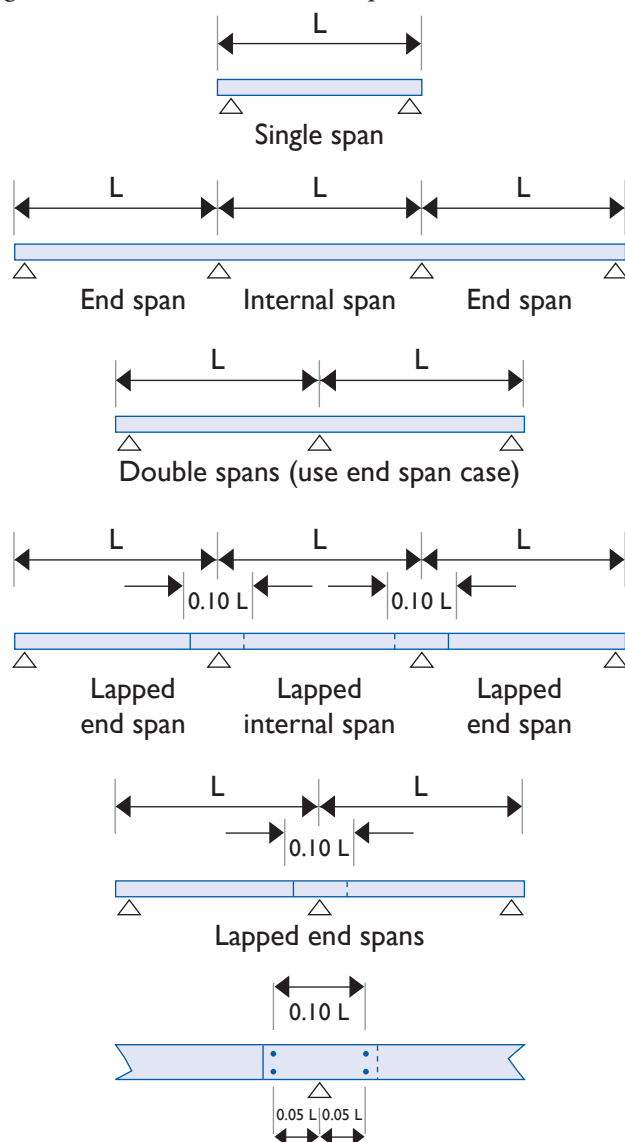 L
Single span
L L L
End span Internal span End span
L L
Double spans (use end span case)
L L L
0.10 L 0.10 L
Lapped Lapped Lapped
end span internal span end span
L L
0.10 L
Lapped end spans
0.10 L
0.05 L 0.05 L